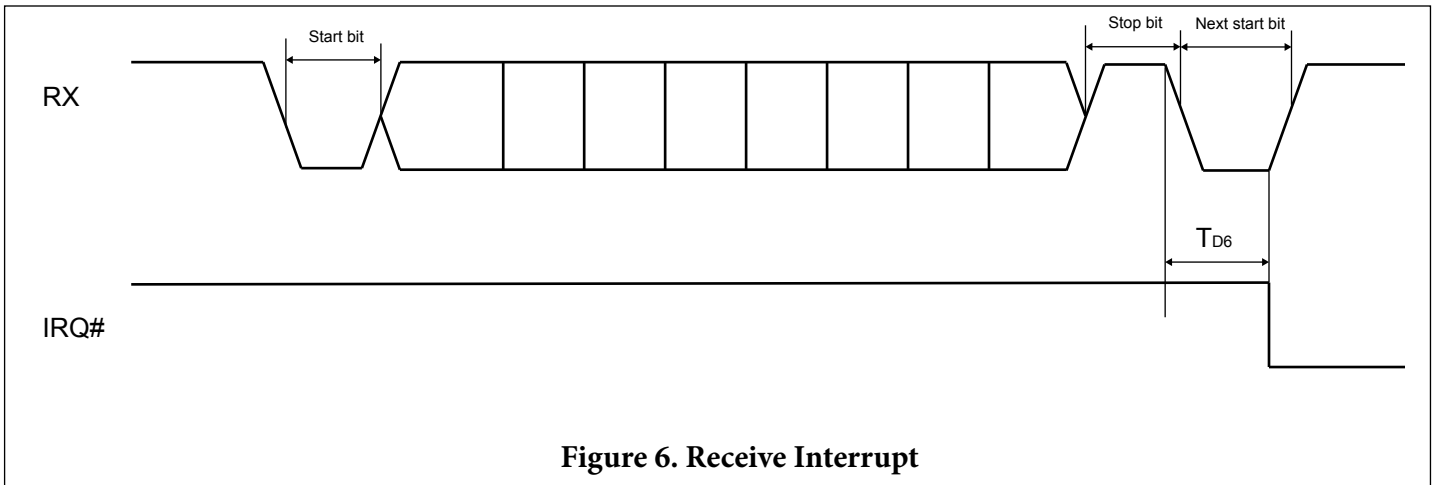 Start bit
Stop bit
Next start bit
RX
TD6
IRQ#
Figure 6. Receive Interrupt